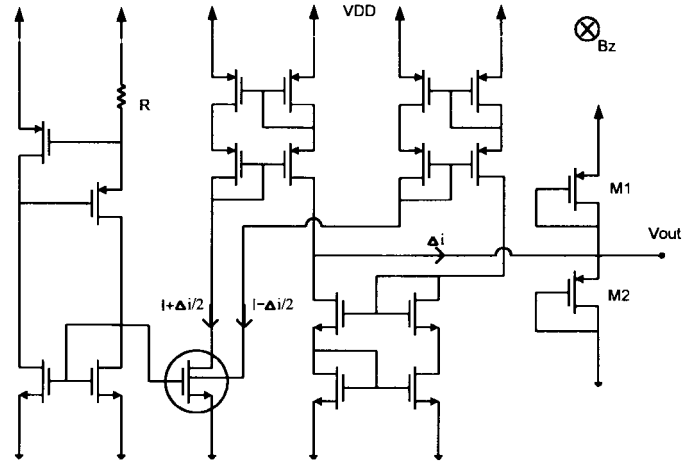 VDD
Bz
R
M1
Δi
Vout
M2
I+Δi/2
I−Δi/2